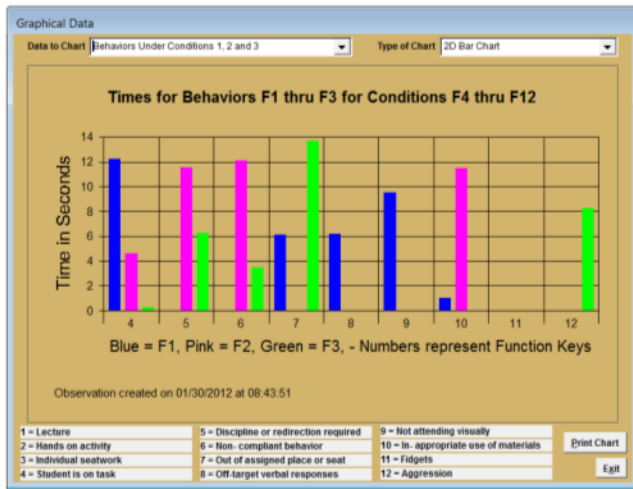 Graphical Data
Data to Chart Behaviors Under Conditions 1, 2 and 3 Type of Chart 2D Bar Chart
Times for Behaviors F1 thru F3 for Conditions F4 thru F12
Time in Seconds
14
12
10
8
6
4
2
0
4 5 6 7 8 9 10 11 12
Blue = F1, Pink = F2, Green = F3, - Numbers represent Function Keys
Observation created on 01/30/2012 at 08:43:51
1 = Lecture
2 = Hands on activity
3 = Individual seatwork
4 = Student is on task
5 = Discipline or redirection required
6 = Non- compliant behavior
7 = Out of assigned place or seat
8 = Off-target verbal responses
9 = Not attending visually
10 = In- appropriate use of materials
11 = Fidgets
12 = Aggression
Print Chart
Exit